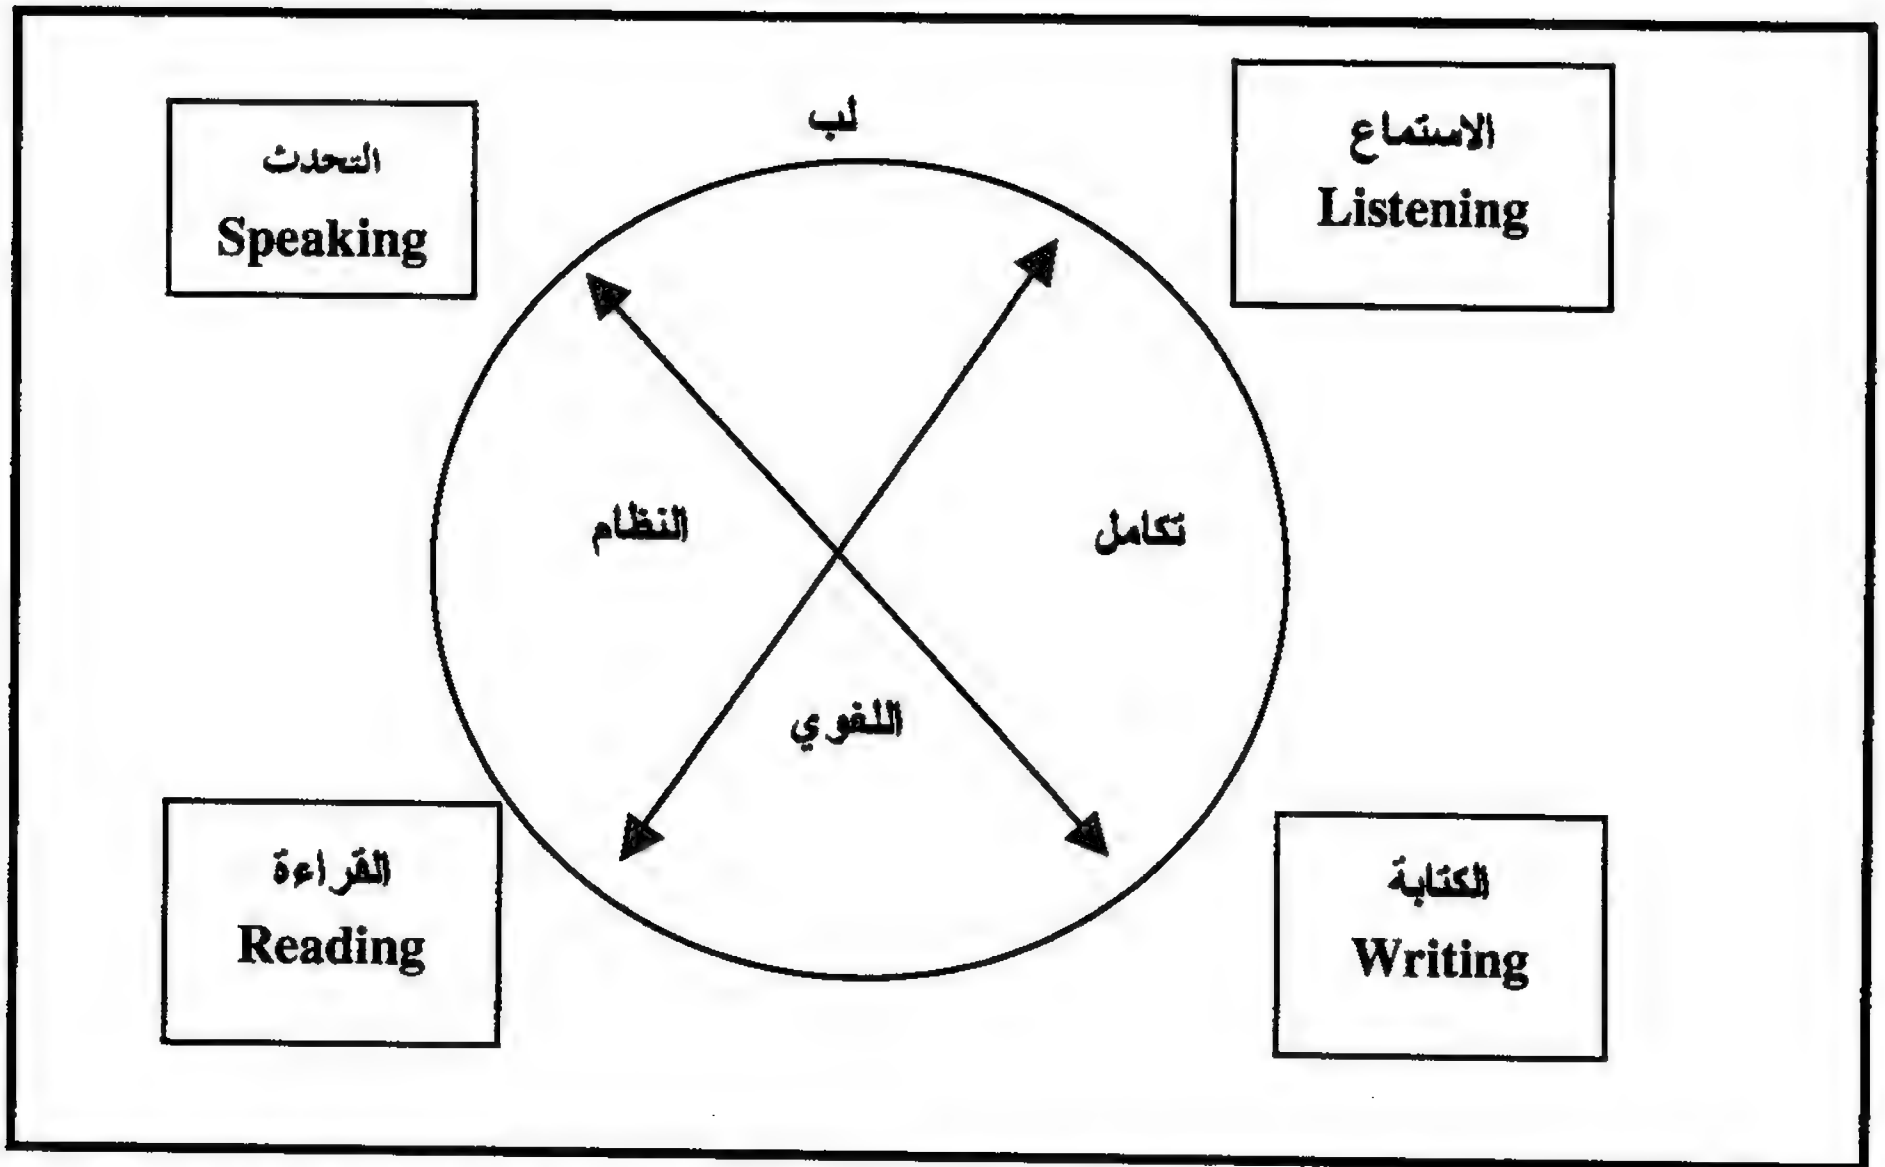 لب
الاستماع
Listening
التحدث
Speaking
تكامل
النظام
اللغوي
الكتابة
Writing
القراءة
Reading